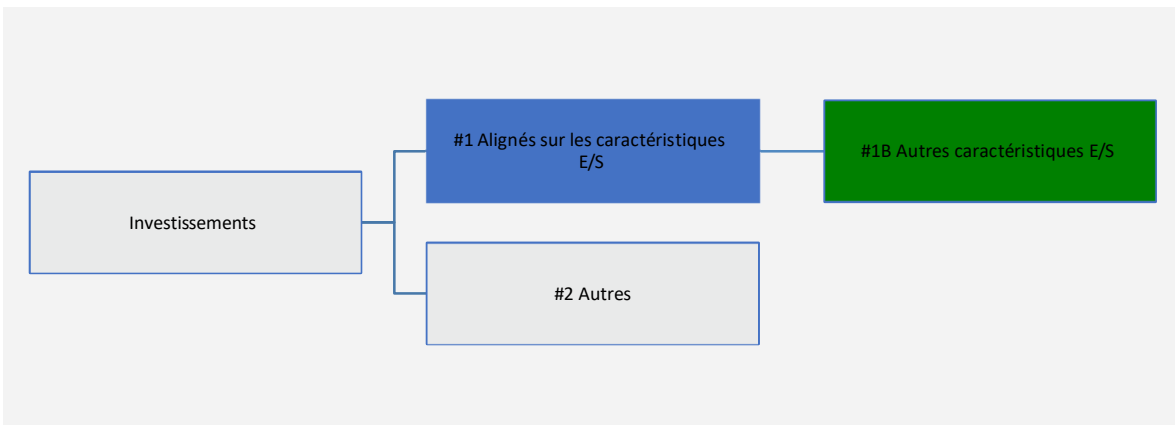 #1 Alignés sur les caractéristiques
E/S
#1B Autres caractéristiques E/S
Investissements
#2 Autres